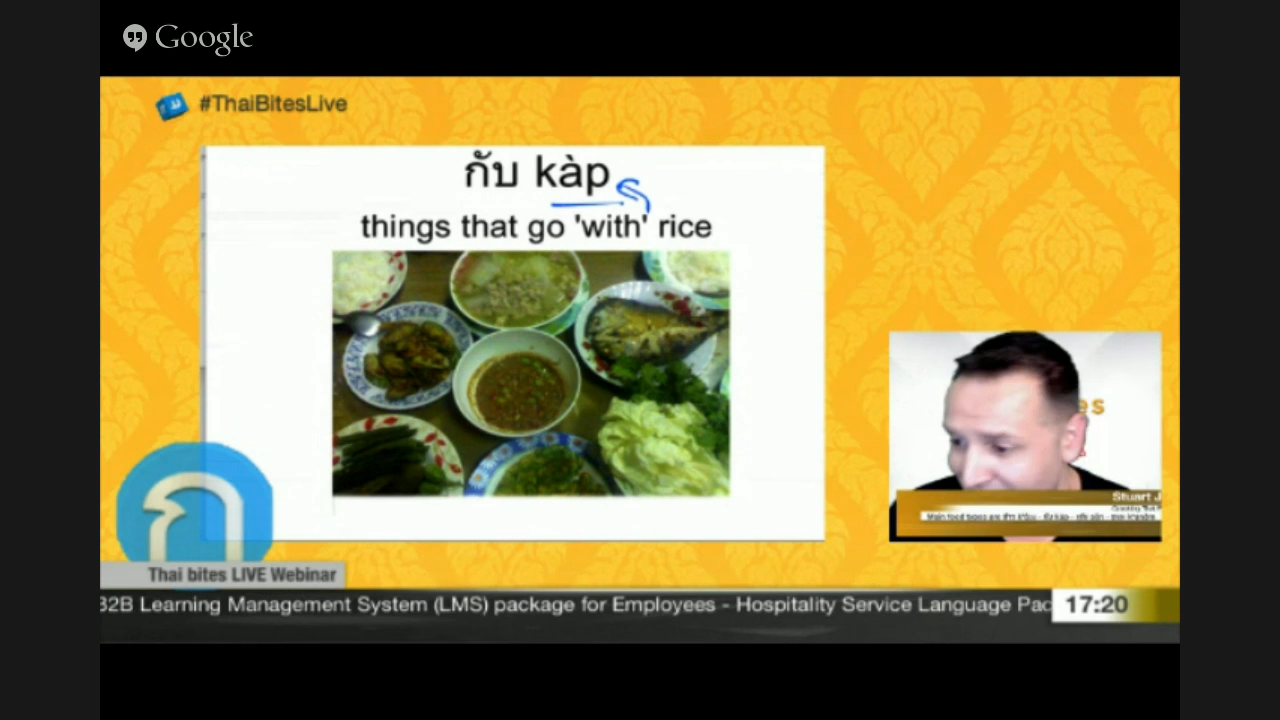 Google
#ThaiBitesLive
กับ kàp
things that go 'with' rice
es
Stuart J
ก
Thai bites LIVE Webinar
B2B Learning Management System (LMS) package for Employees - Hospitality Service Language Pac
17:20